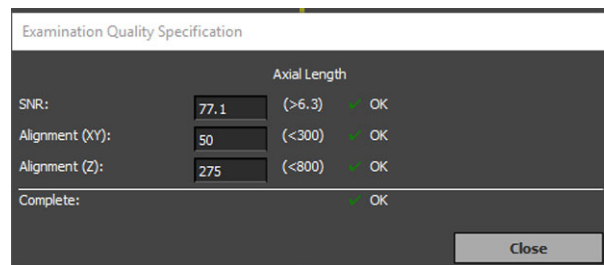 Examination Quality Specification
Axial Length
SNR: 77.1 (>6.3) ✓ OK
Alignment (XY): 50 (<300) ✓ OK
Alignment (Z): 275 (<800) ✓ OK
Complete: ✓ OK
Close